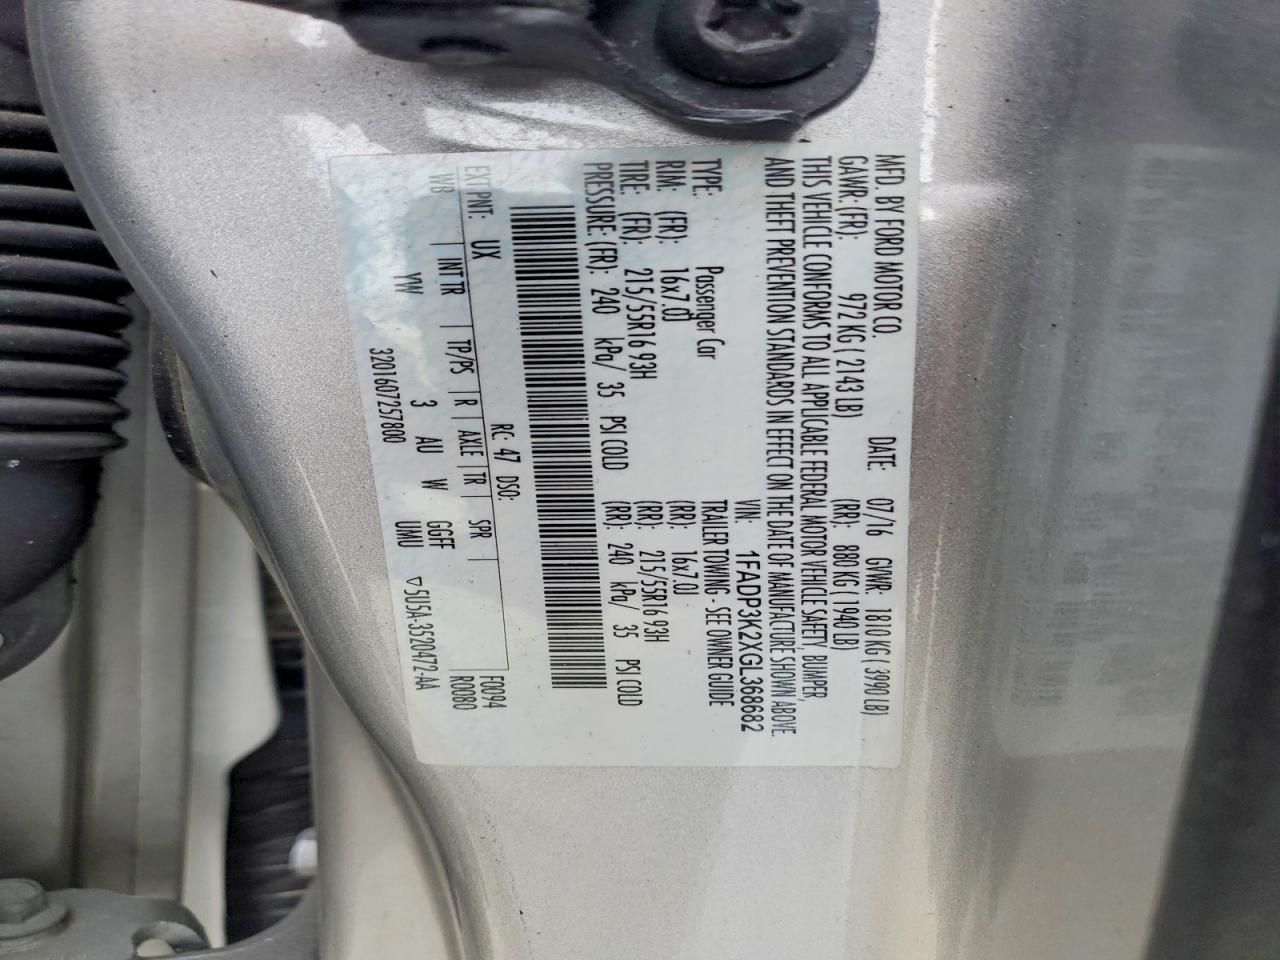 MFD. BY FORD MOTOR CO.
DATE: 07/16 GVWR: 1810 KG ( 3990 LB)
GAWR: (FR): 972 KG ( 2143 LB) (RR): 880 KG ( 1940 LB)
THIS VEHICLE CONFORMS TO ALL APPLICABLE FEDERAL MOTOR VEHICLE SAFETY, BUMPER,
AND THEFT PREVENTION STANDARDS IN EFFECT ON THE DATE OF MANUFACTURE SHOWN ABOVE.
VIN: 1FADP3K2XGL368682
TYPE: Passenger Car TRAILER TOWING - SEE OWNER GUIDE
RIM: (FR): 16x7.0J (RR): 16x7.0J
TIRE: (FR): 215/55R16 93H (RR): 215/55R16 93H
PRESSURE: (FR): 240 kPa/ 35 PSI COLD (RR): 240 kPa/ 35 PSI COLD
EXT PNT: UX RC: 47 DSO: F0094
WB | INT TR | TP/PS | R | AXLE | TR | SPR | R0080
YW 3 AU W GGFF
UMU ▽5U5A-3520472-AA
320160725780​0